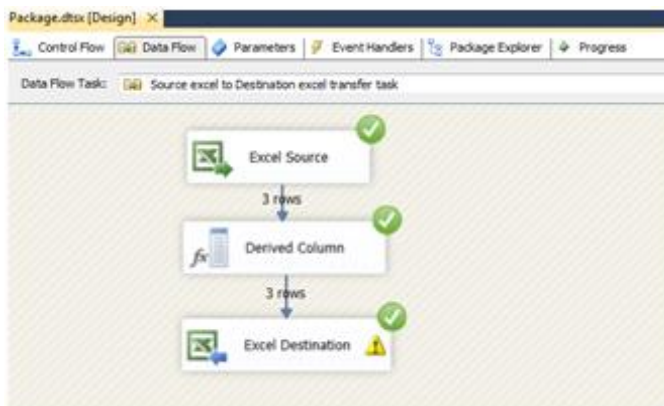 Package.dtsx [Design] ×
Control Flow Data Flow Parameters Event Handlers Package Explorer Progress
Data Flow Task: Source excel to Destination excel transfer task
Excel Source
3 rows
fx Derived Column
3 rows
Excel Destination